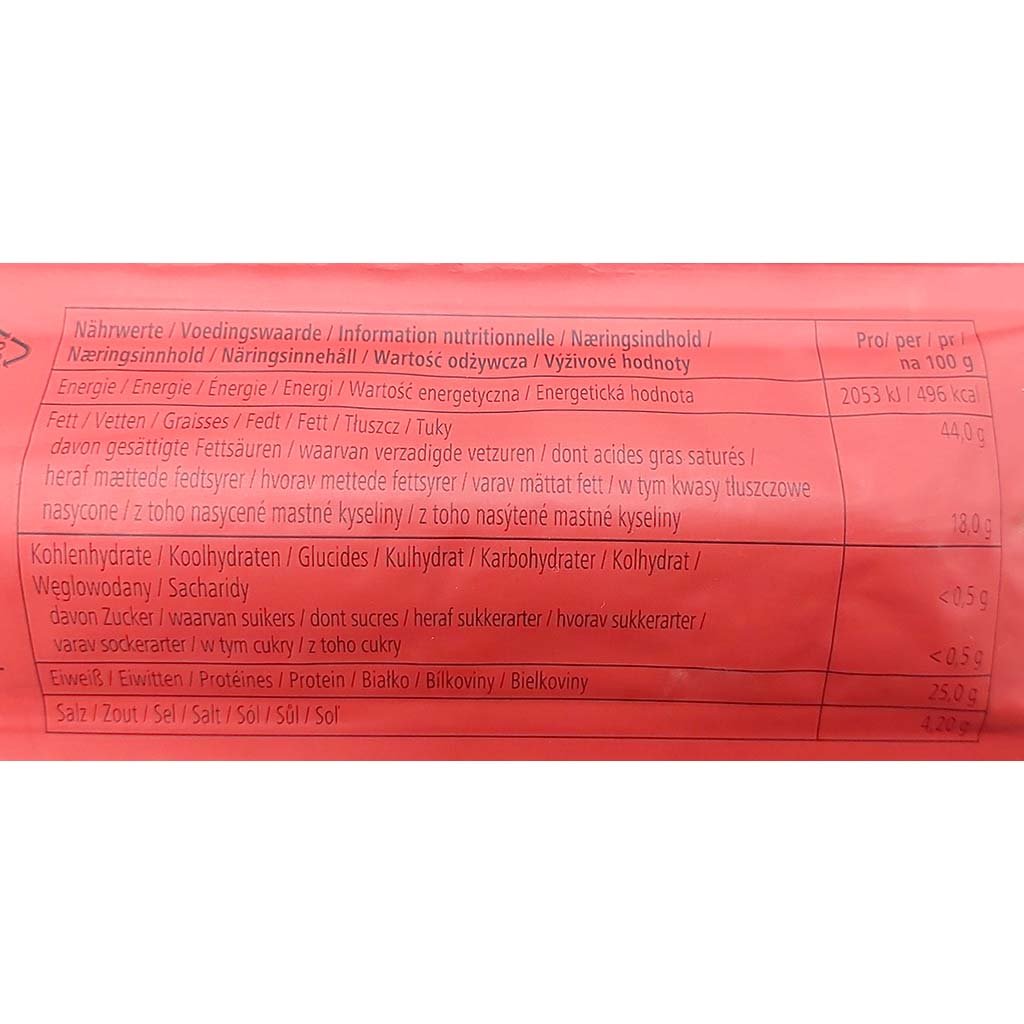 Nährwerte / Voedingswaarde / Information nutritionnelle / Næringsindhold / Pro/ per / pr /
Næringsinnhold / Näringsinnehåll / Wartość odżywcza / Výživové hodnoty na 100 g
Energie / Energie / Énergie / Energi / Wartość energetyczna / Energetická hodnota 2053 kJ / 496 kcal
Fett / Vetten / Graisses / Fedt / Fett / Tłuszcz / Tuky 44,0 g
davon gesättigte Fettsäuren / waarvan verzadigde vetzuren / dont acides gras saturés /
heraf mættede fedtsyrer / hvorav mettede fettsyrer / varav mättat fett / w tym kwasy tłuszczowe
nasycone / z toho nasycené mastné kyseliny / z toho nasýtené mastné kyseliny 18,0 g
Kohlenhydrate / Koolhydraten / Glucides / Kulhydrat / Karbohydrater / Kolhydrat /
Węglowodany / Sacharidy <0,5 g
davon Zucker / waarvan suikers / dont sucres / heraf sukkerarter / hvorav sukkerarter /
varav sockerarter / w tym cukry / z toho cukry <0,5 g
Eiweiß / Eiwitten / Protéines / Protein / Białko / Bílkoviny / Bielkoviny 25,0 g
Salz / Zout / Sel / Salt / Sól / Sůl / Soľ 4,20 g